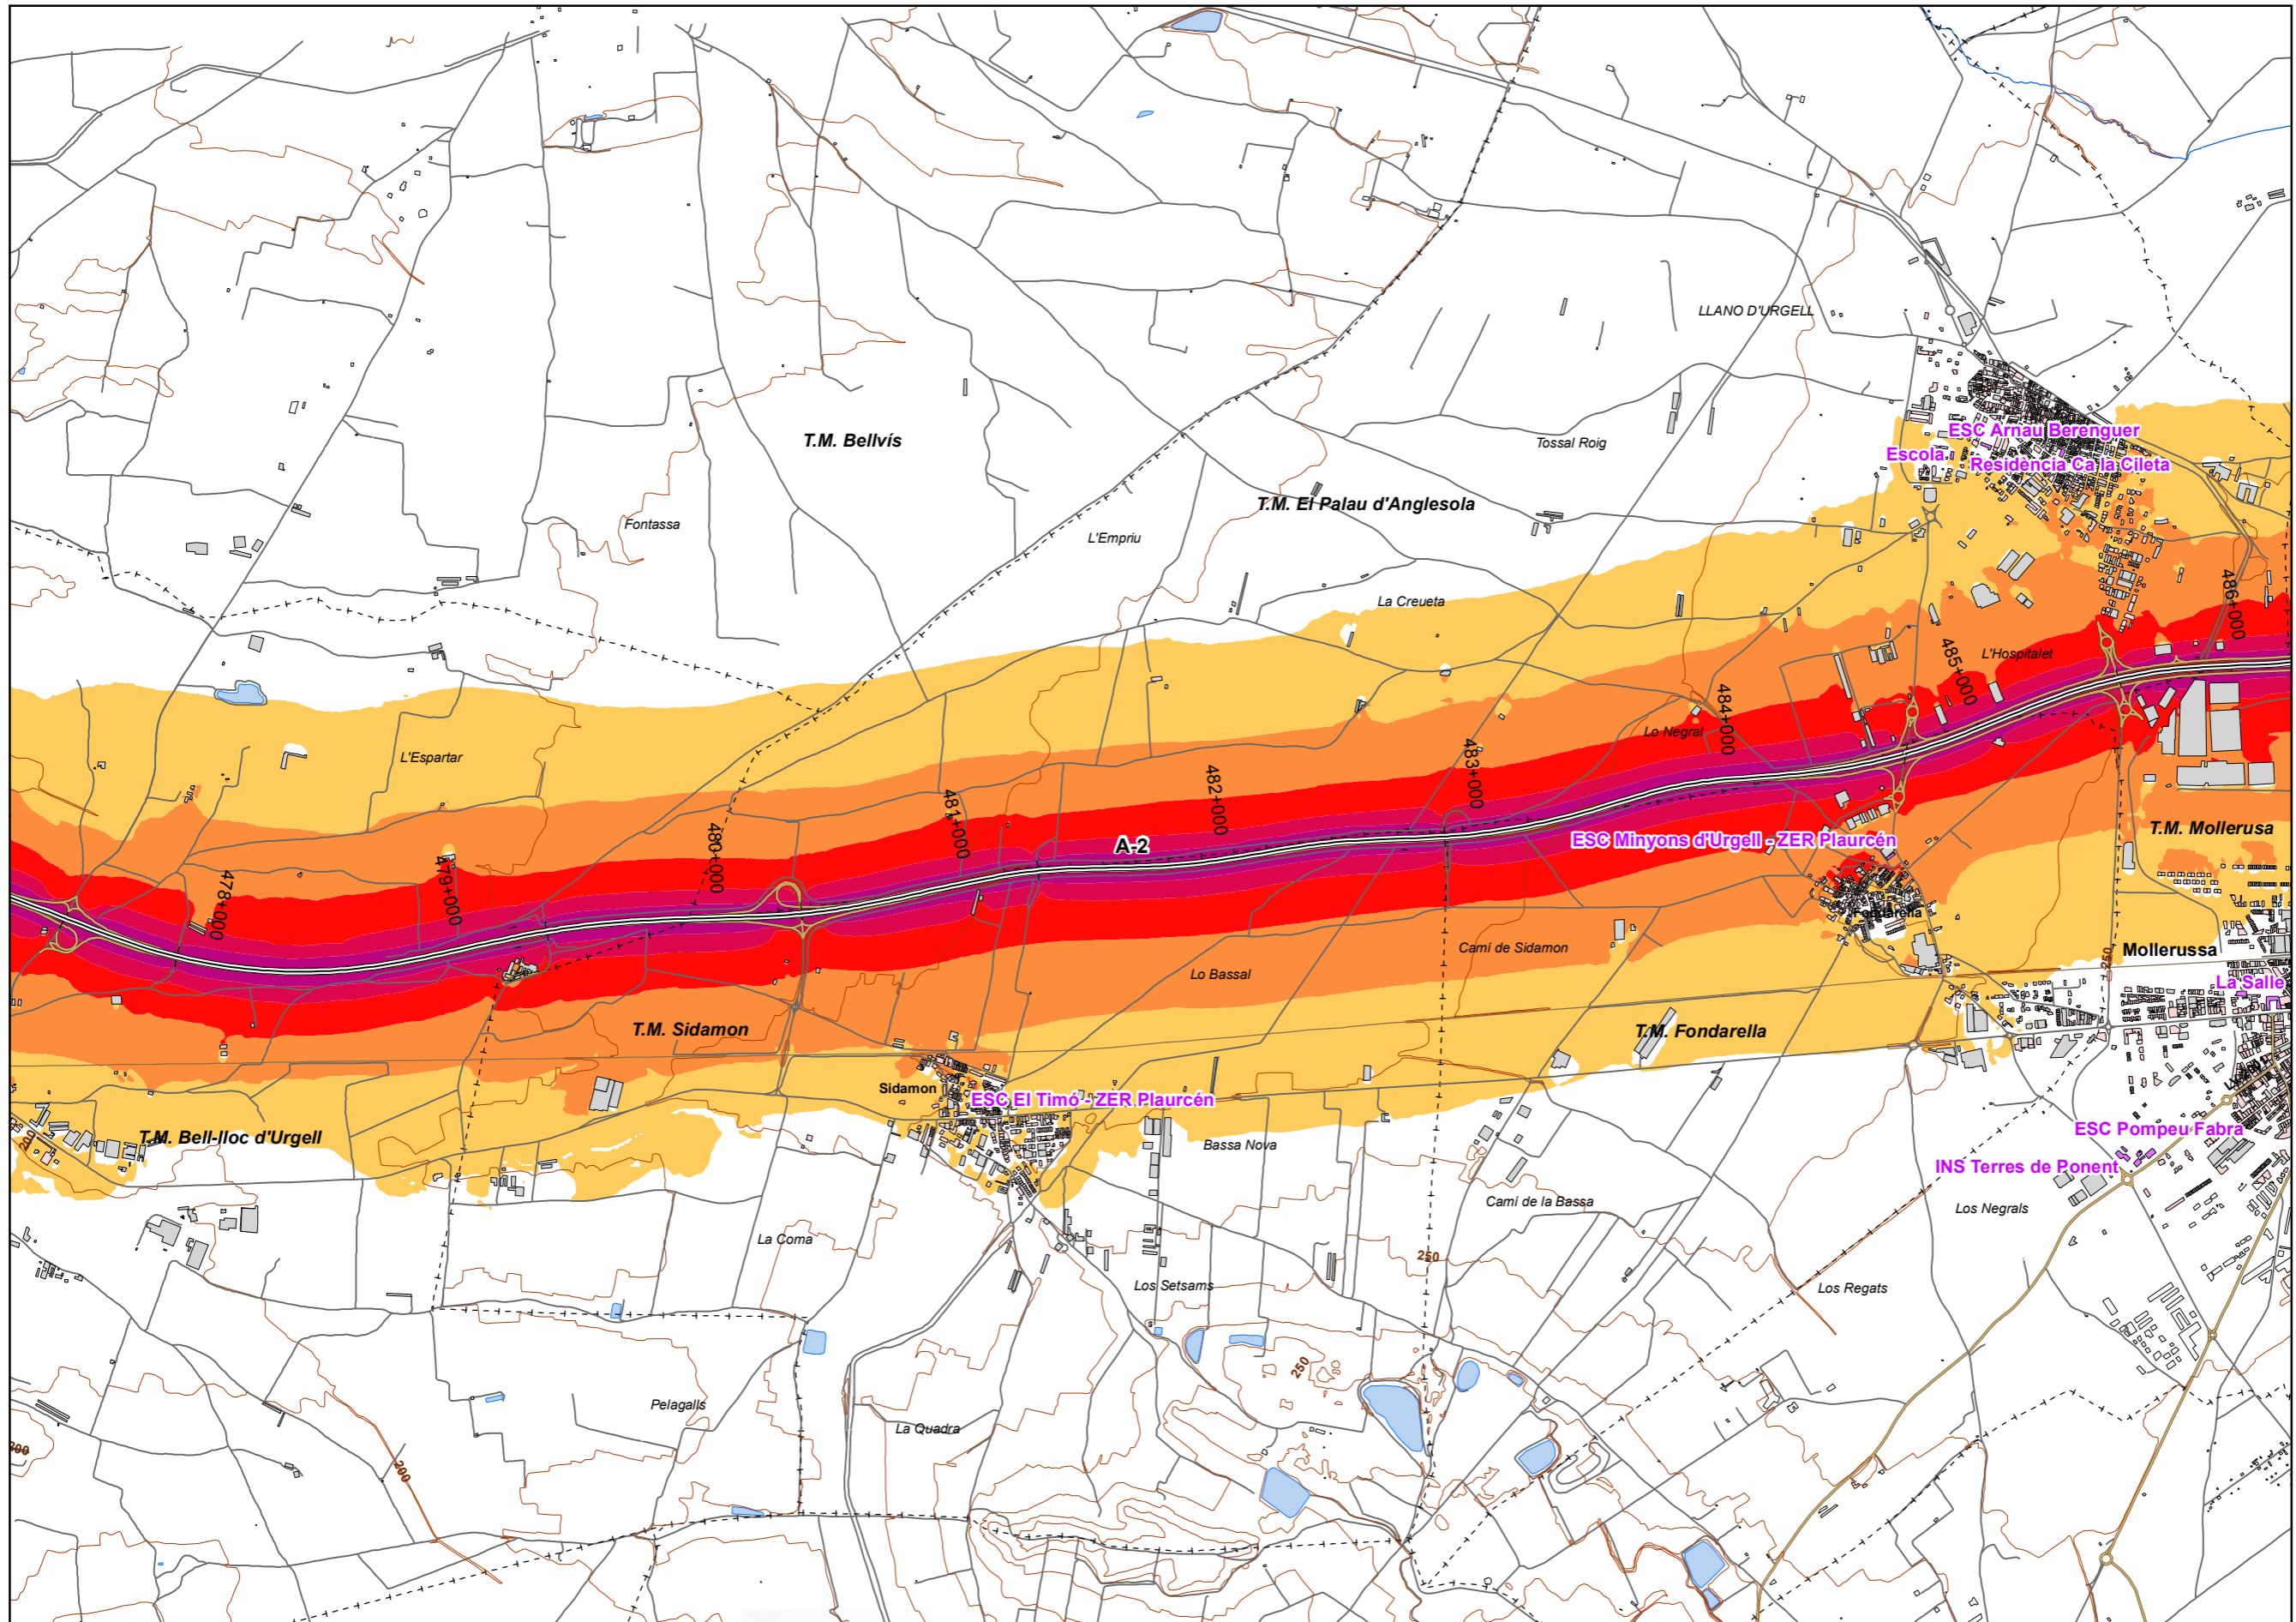 LLANO D'URGELL
T.M. Bellvís
Tossal Roig
ESC Arnau Berenguer
Escola
Residència Ca la Cileta
T.M. El Palau d'Anglesola
Fontassa
L'Empriu
La Creueta
486+000
L'Hospitalet
485+000
484+000
Lo Negral
L'Espartar
483+000
482+000
481+000
480+000
A-2
ESC Minyons d'Urgell - ZER Plaurcén
T.M. Mollerusa
479+000
478+000
Fondarella
Camí de Sidamon
Mollerussa
250
Lo Bassal
La Salle
T.M. Sidamon
T.M. Fondarella
Sidamon
ESC El Timó - ZER Plaurcén
T.M. Bell-lloc d'Urgell
200
Bassa Nova
ESC Pompeu Fabra
INS Terres de Ponent
Camí de la Bassa
Los Negrals
La Coma
250
Los Setsams
Los Regats
250
Pelagalls
La Quadra
200
200